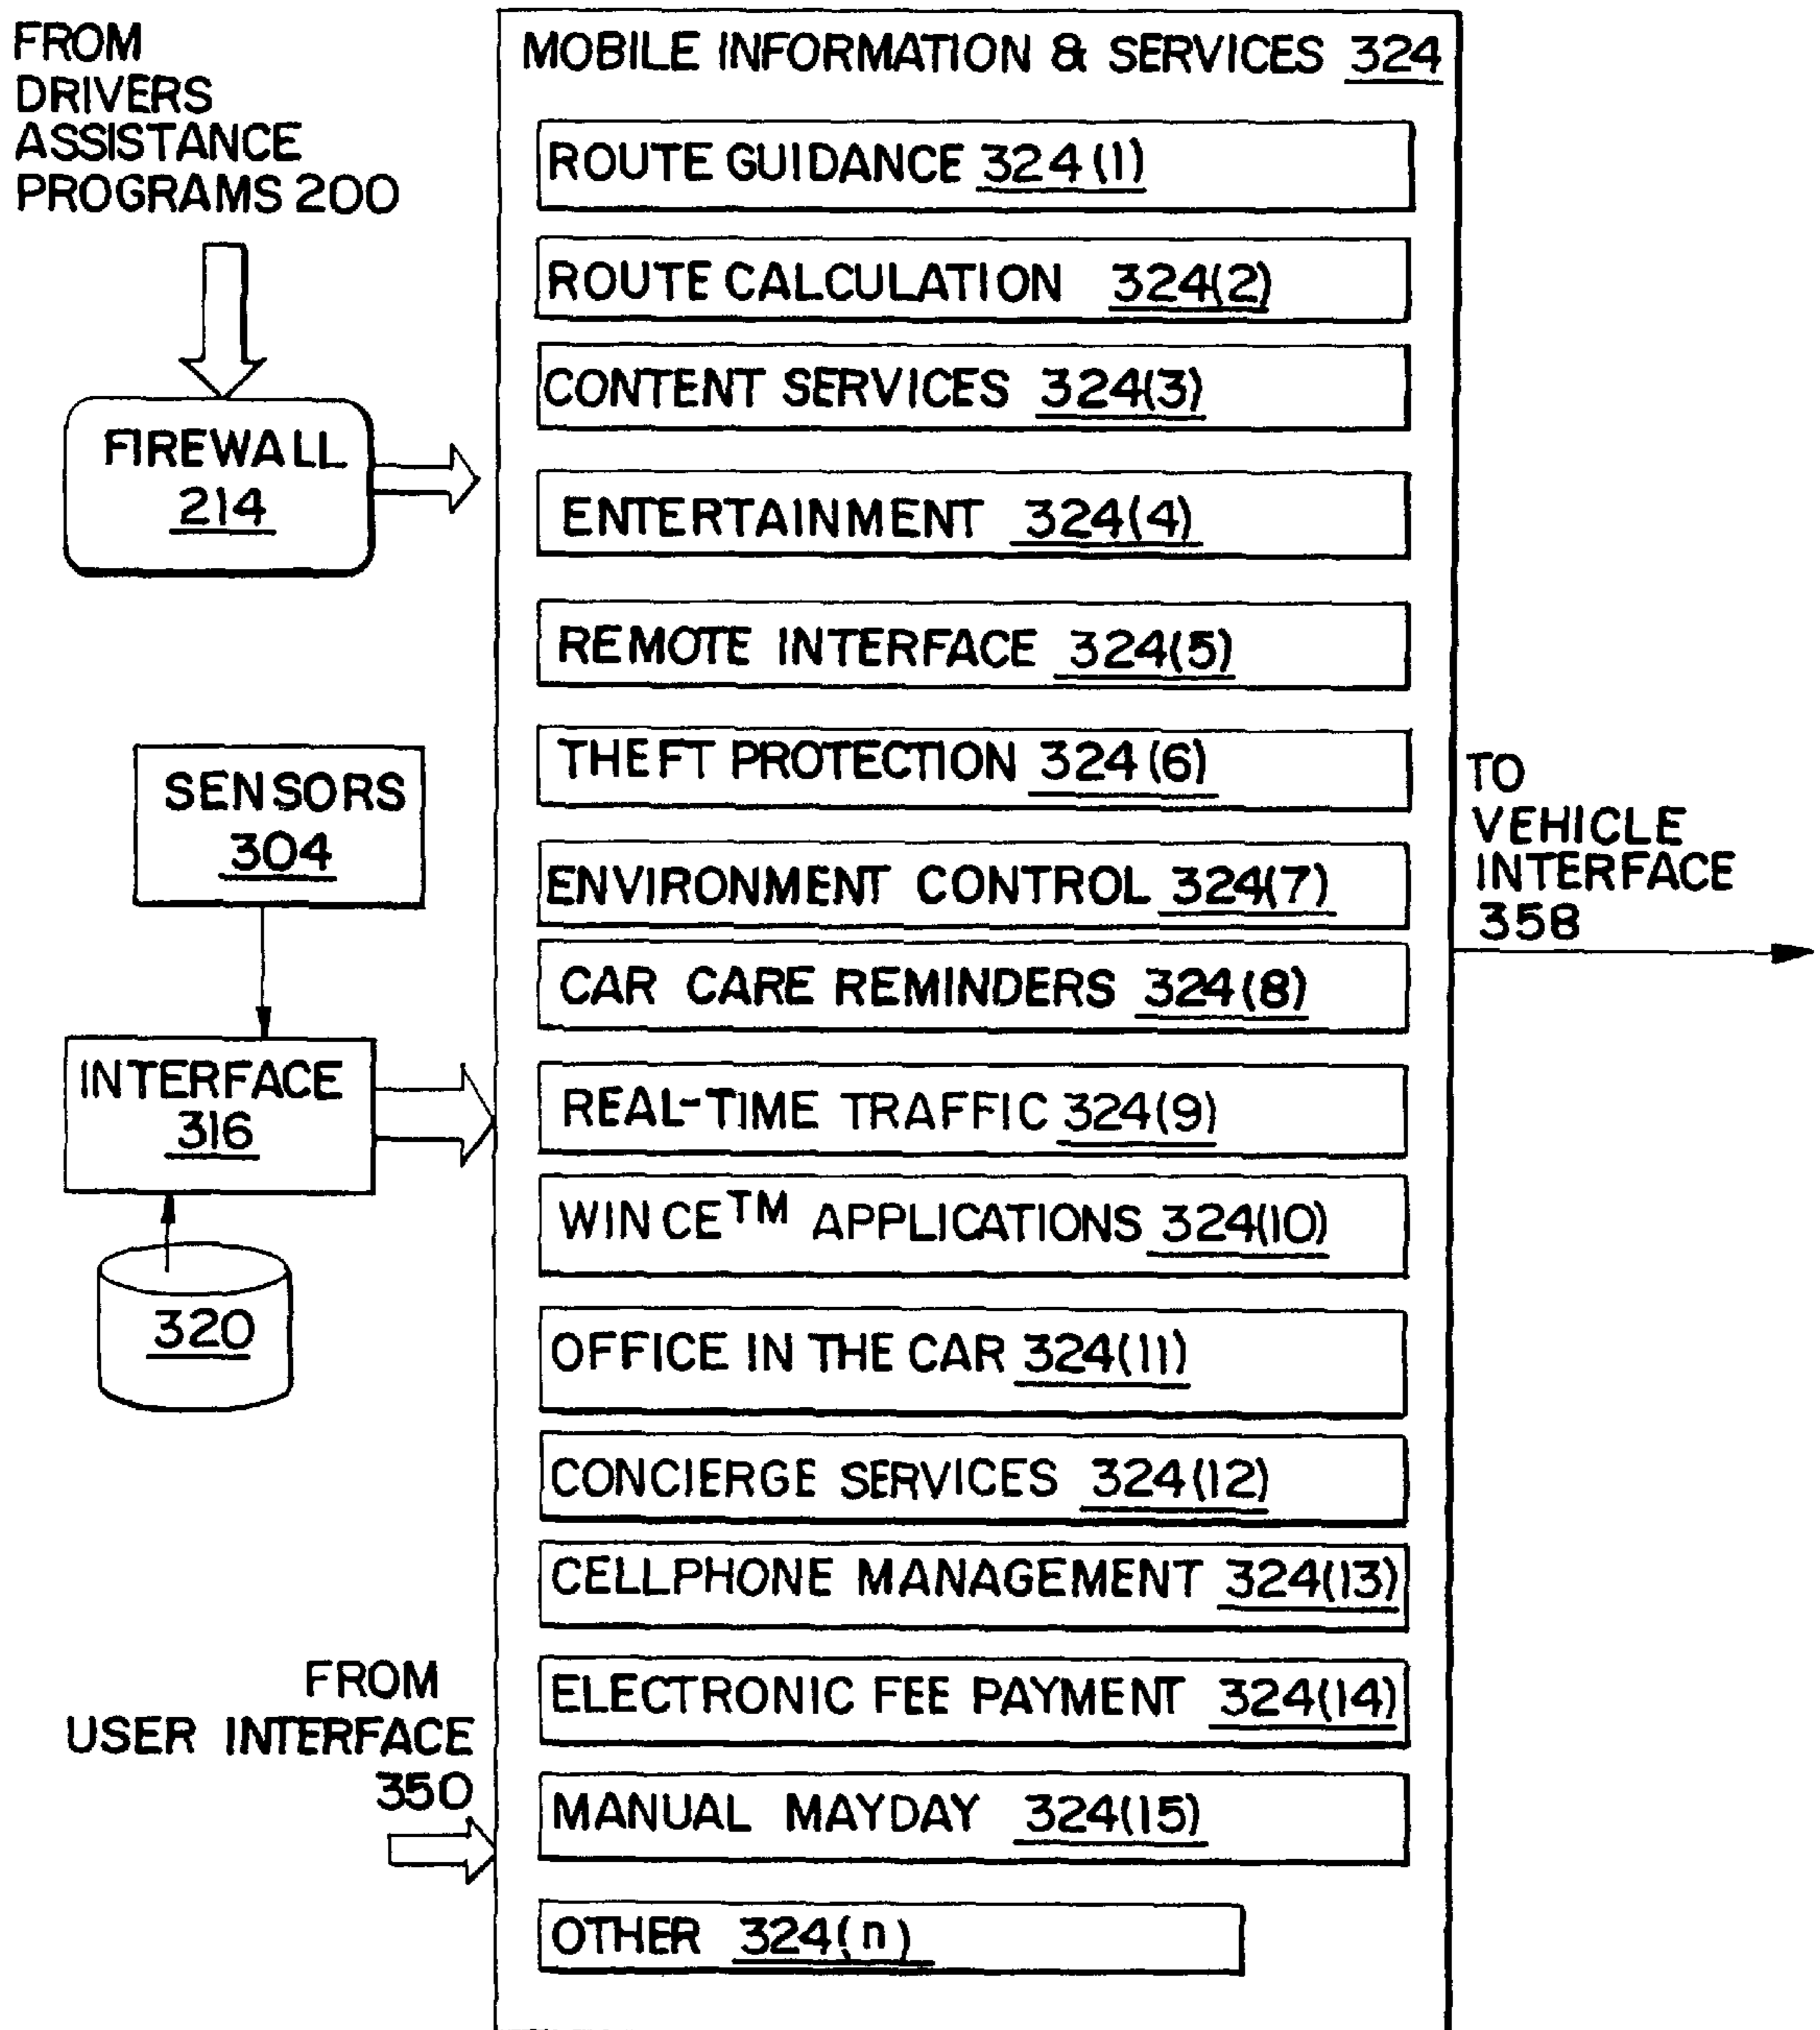 FROM
DRIVERS
ASSISTANCE
PROGRAMS 200
FIREWALL
214
SENSORS
304
INTERFACE
316
320
FROM
USER INTERFACE
350
MOBILE INFORMATION & SERVICES 324
ROUTE GUIDANCE 324(1)
ROUTE CALCULATION 324(2)
CONTENT SERVICES 324(3)
ENTERTAINMENT 324(4)
REMOTE INTERFACE 324(5)
THEFT PROTECTION 324(6)
ENVIRONMENT CONTROL 324(7)
CAR CARE REMINDERS 324(8)
REAL-TIME TRAFFIC 324(9)
WIN CE™ APPLICATIONS 324(10)
OFFICE IN THE CAR 324(11)
CONCIERGE SERVICES 324(12)
CELLPHONE MANAGEMENT 324(13)
ELECTRONIC FEE PAYMENT 324(14)
MANUAL MAYDAY 324(15)
OTHER 324(n)
TO
VEHICLE
INTERFACE
358